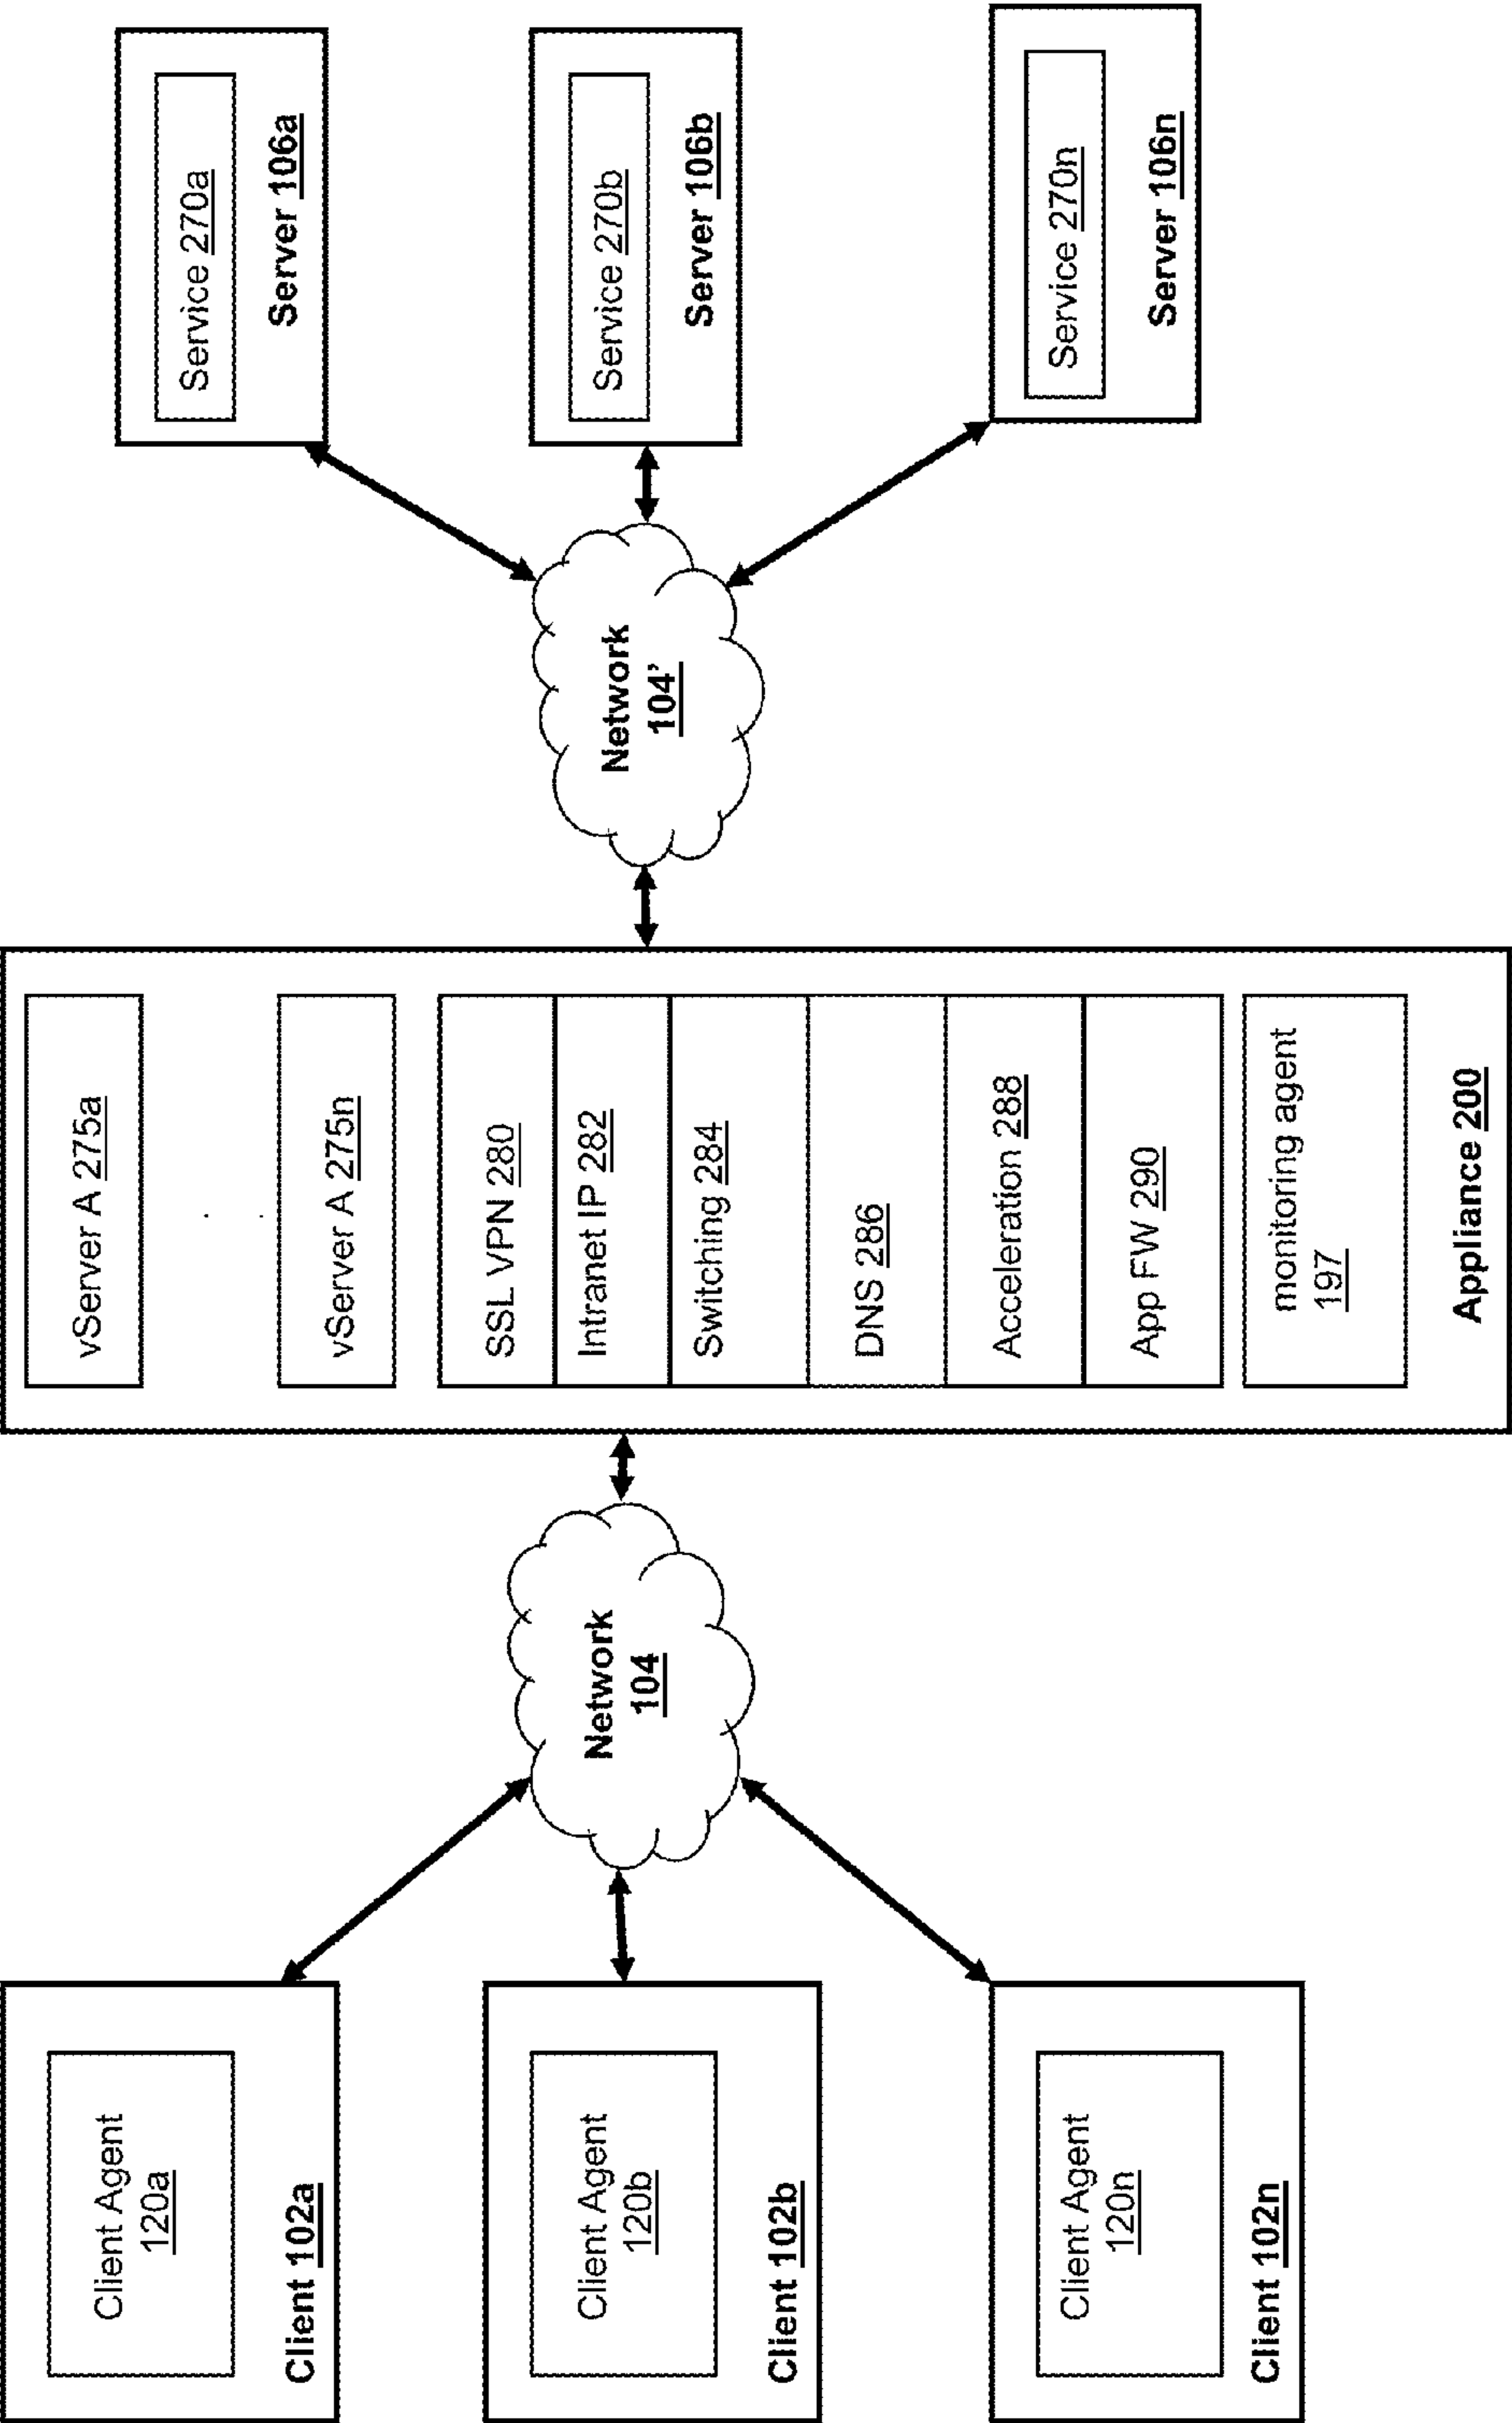 Client Agent
120a
Client 102a
Client Agent
120b
Client 102b
Client Agent
120n
Client 102n
Network
104
vServer A 275a
vServer A 275n
SSL VPN 280
Intranet IP 282
Switching 284
DNS 286
Acceleration 288
App FW 290
monitoring agent
197
Appliance 200
Network
104’
Service 270a
Server 106a
Service 270b
Server 106b
Service 270n
Server 106n